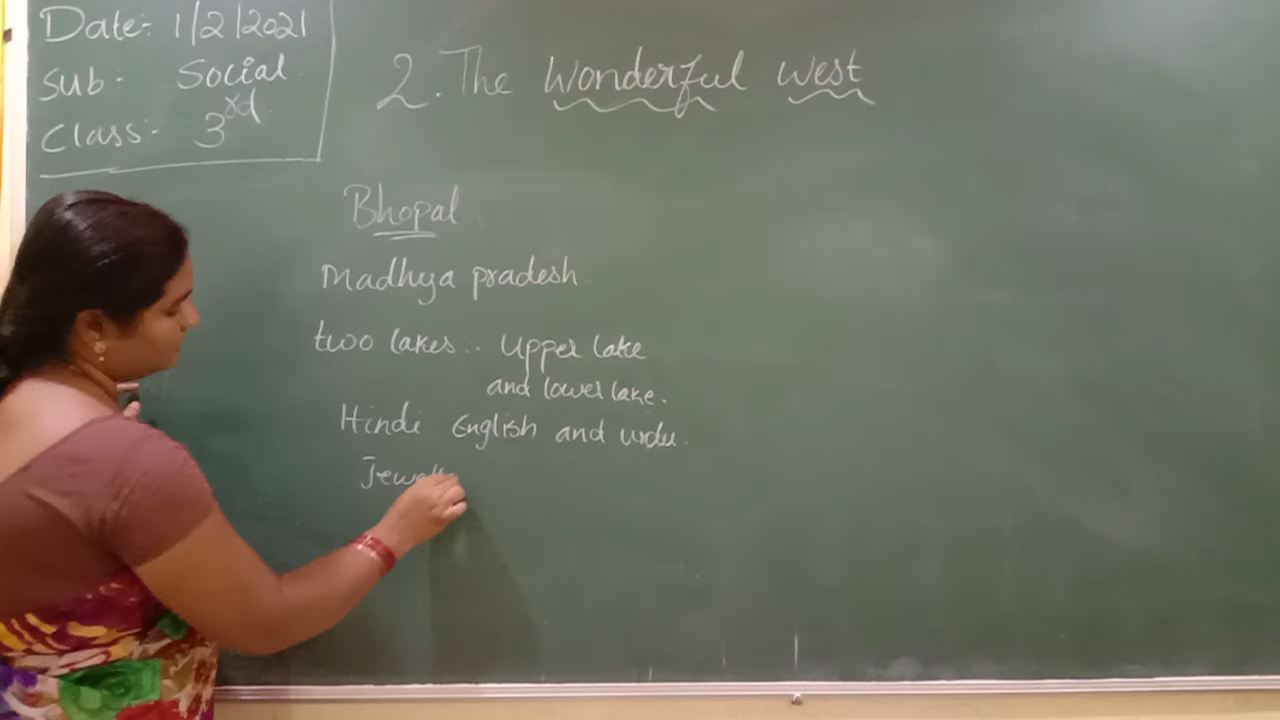 Date:- 1/2/2021
Sub:- Social
Class:- 3rd
2. The Wonderful West
Bhopal
Madhya pradesh.
two lakes.. Upper lake
and lower lake.
Hindi English and urdu.